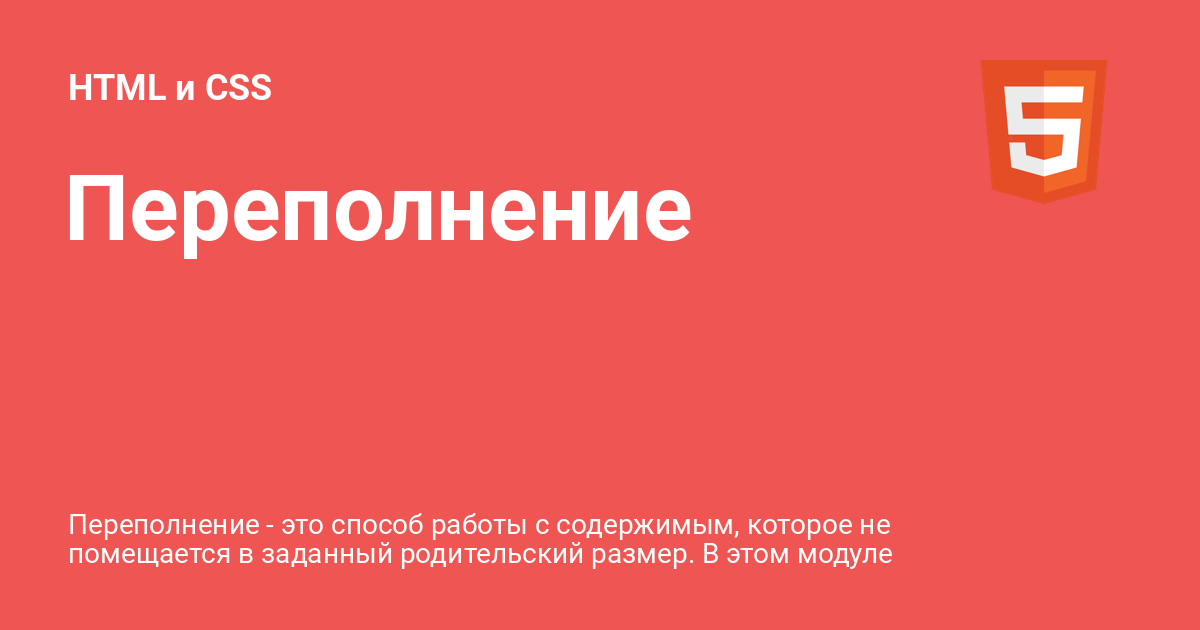 HTML и CSS
Переполнение
Переполнение - это способ работы с содержимым, которое не
помещается в заданный родительский размер. В этом модуле